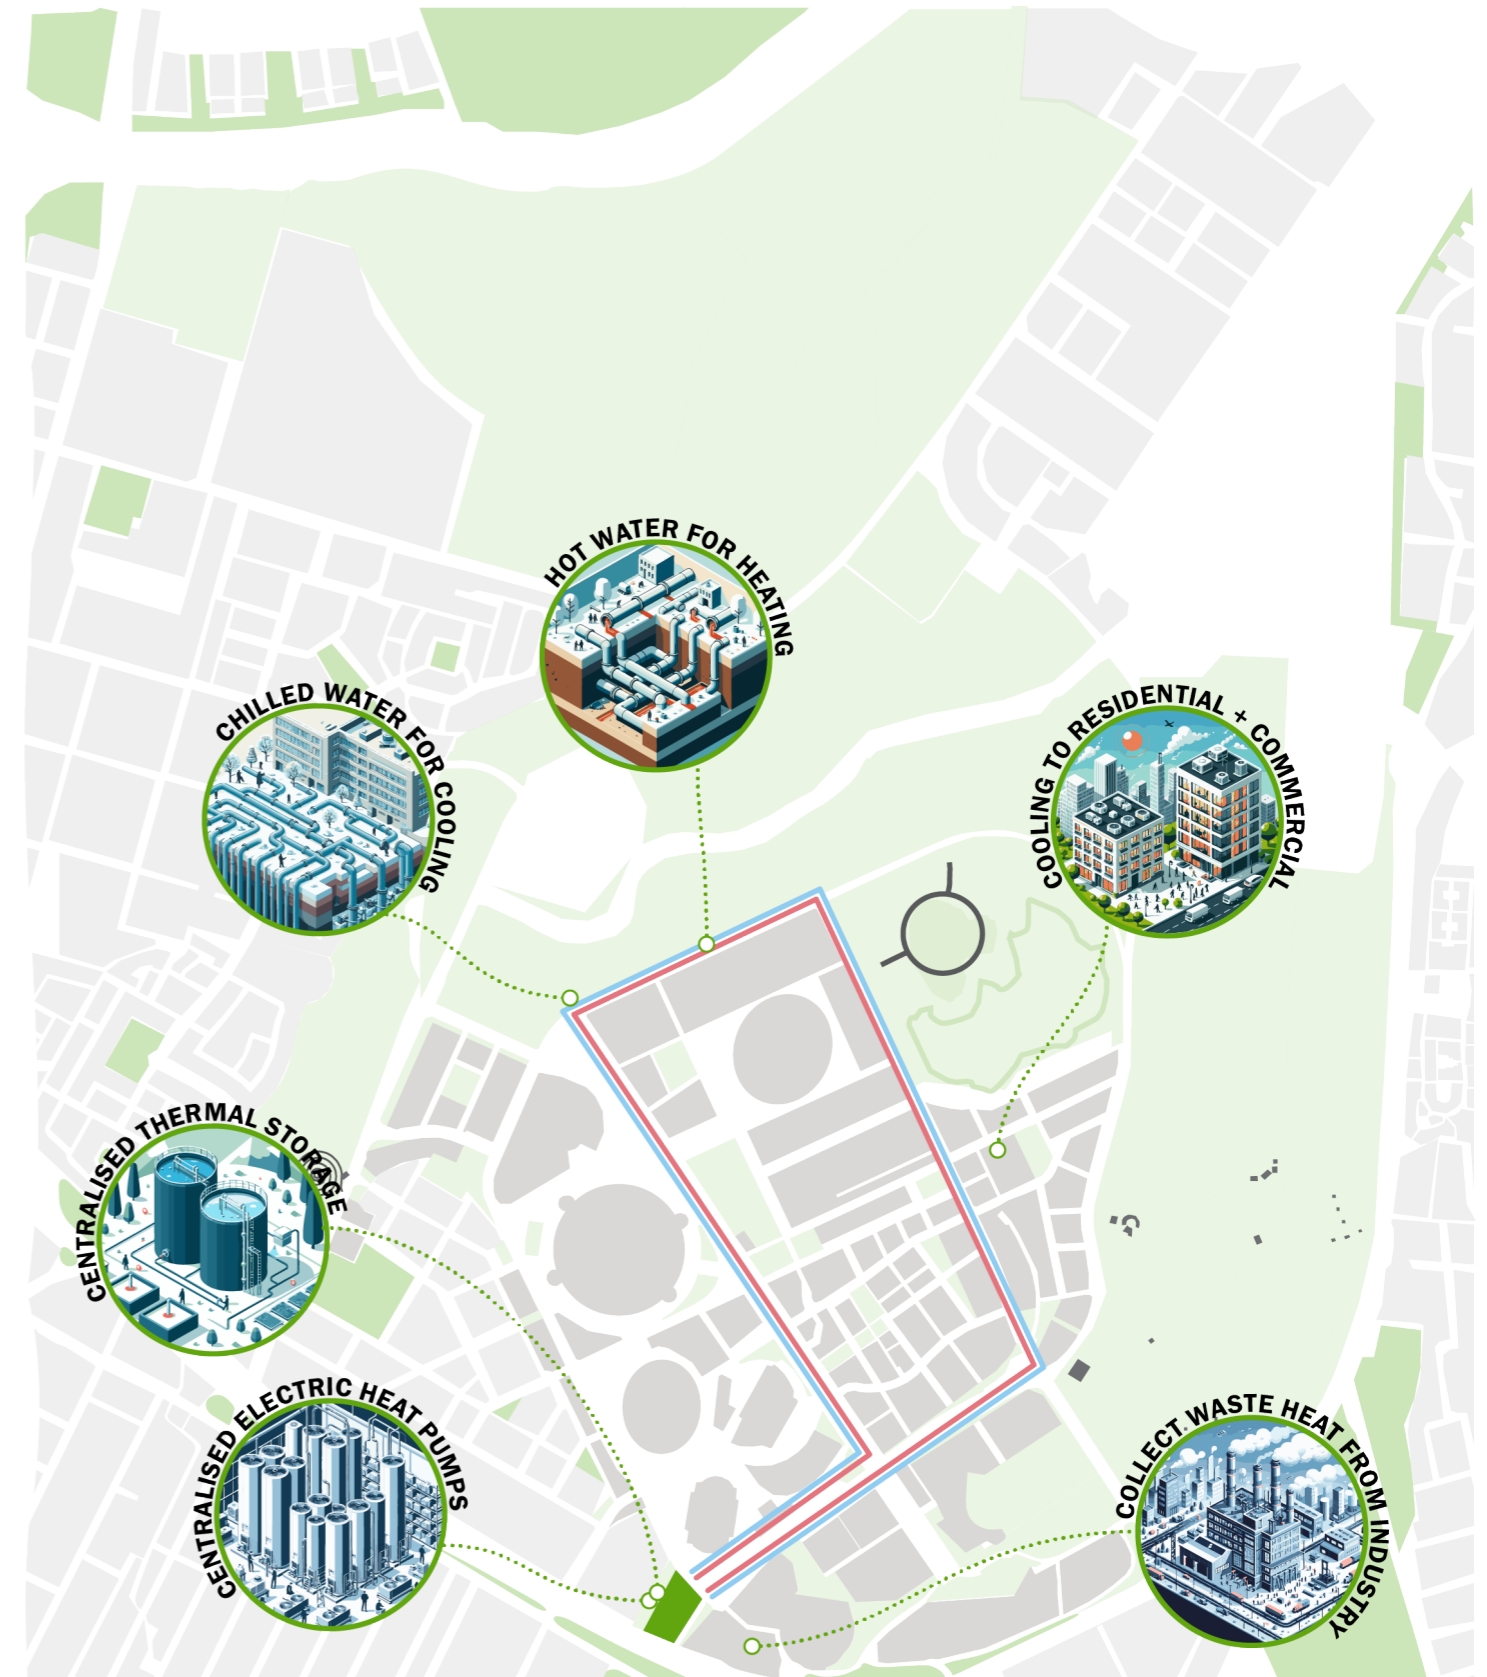 HOT WATER FOR HEATING
CHILLED WATER FOR COOLING
COOLING TO RESIDENTIAL + COMMERCIAL
CENTRALISED THERMAL STORAGE
CENTRALISED ELECTRIC HEAT PUMPS
COLLECT WASTE HEAT FROM INDUSTRY